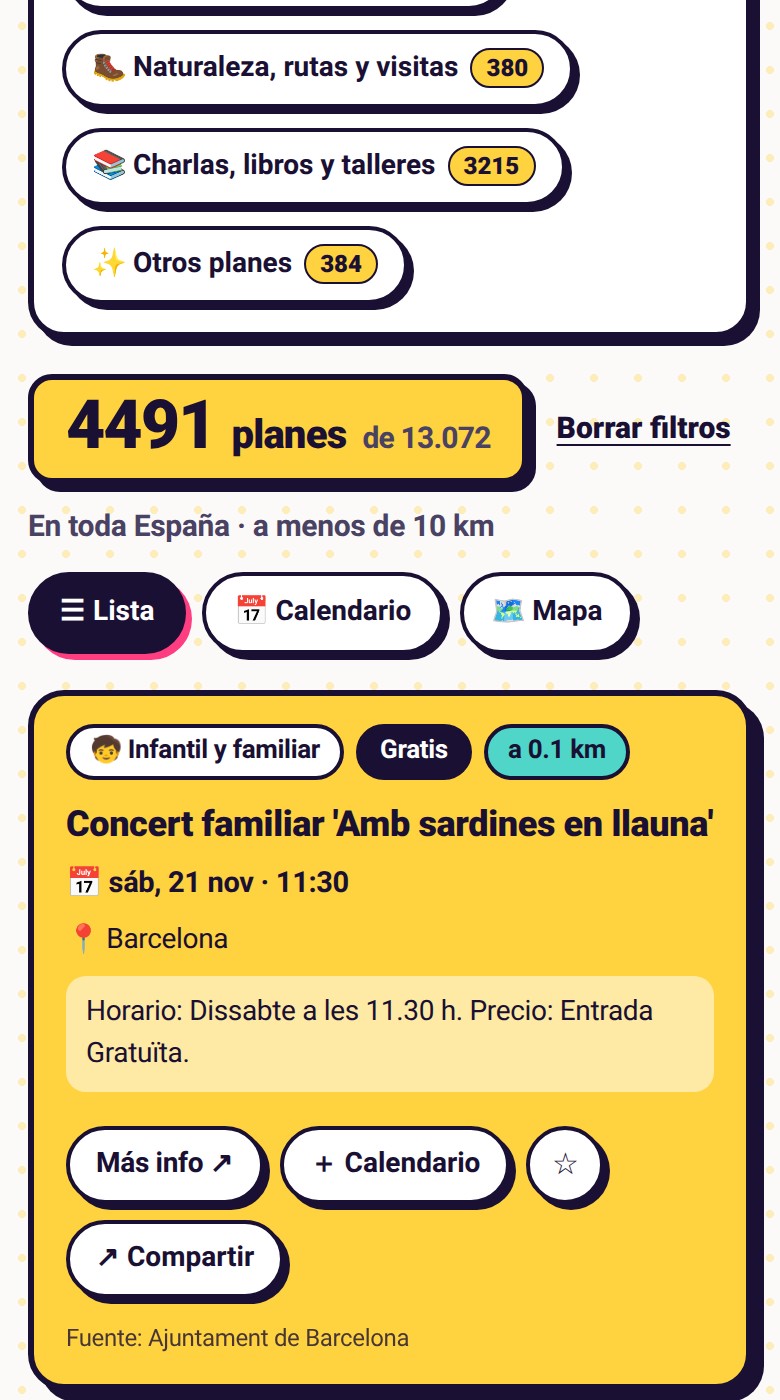 Naturaleza, rutas y visitas 380
Charlas, libros y talleres 3215
Otros planes 384
4491 planes de 13.072
Borrar filtros
En toda España · a menos de 10 km
☰ Lista
Calendario
Mapa
Infantil y familiar
Gratis
a 0.1 km
Concert familiar 'Amb sardines en llauna'
sáb, 21 nov · 11:30
Barcelona
Horario: Dissabte a les 11.30 h. Precio: Entrada
Gratuïta.
Más info ↗
+ Calendario
☆
↗ Compartir
Fuente: Ajuntament de Barcelona